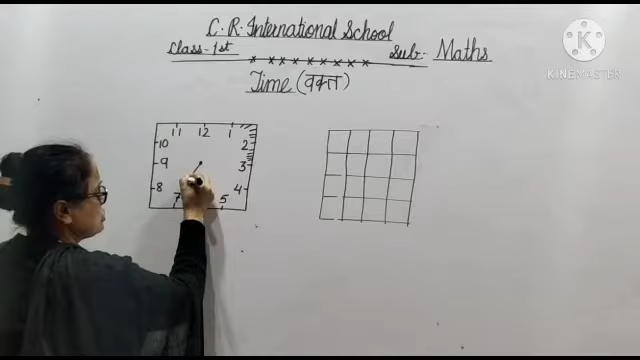 C. R. International School
Class-1st Sub:- Maths
Time (वक्त)
11 12 1
10 2
9 3
8 4
7 5
KINEMASTER